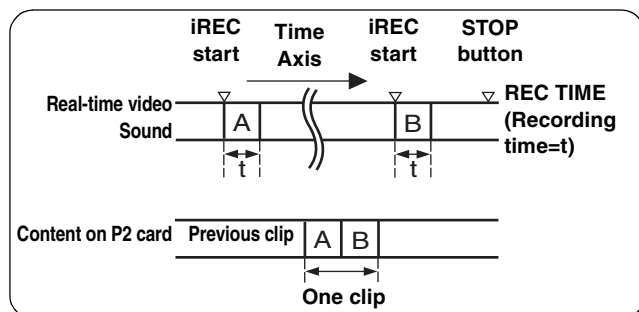 iREC start
Time Axis
iREC start
STOP button
Real-time video
Sound
A
B
REC TIME
(Recording
time=t)
t
t
Content on P2 card
Previous clip
A
B
One clip